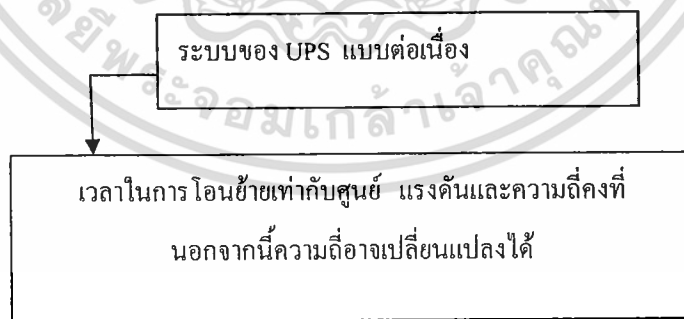 ระบบของ UPS แบบต่อเนื่อง
เวลาในการโอนย้ายเท่ากับศูนย์ แรงดันและความถี่คงที่
นอกจากนี้ความถี่อาจเปลี่ยนแปลงได้